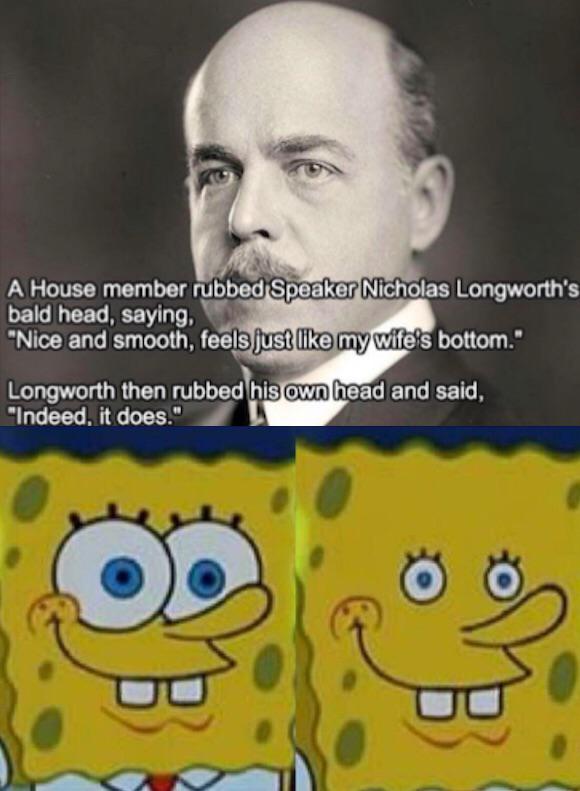 A House member rubbed Speaker Nicholas Longworth's
bald head, saying,
"Nice and smooth, feels just like my wife's bottom."
Longworth then rubbed his own head and said,
"Indeed, it does."